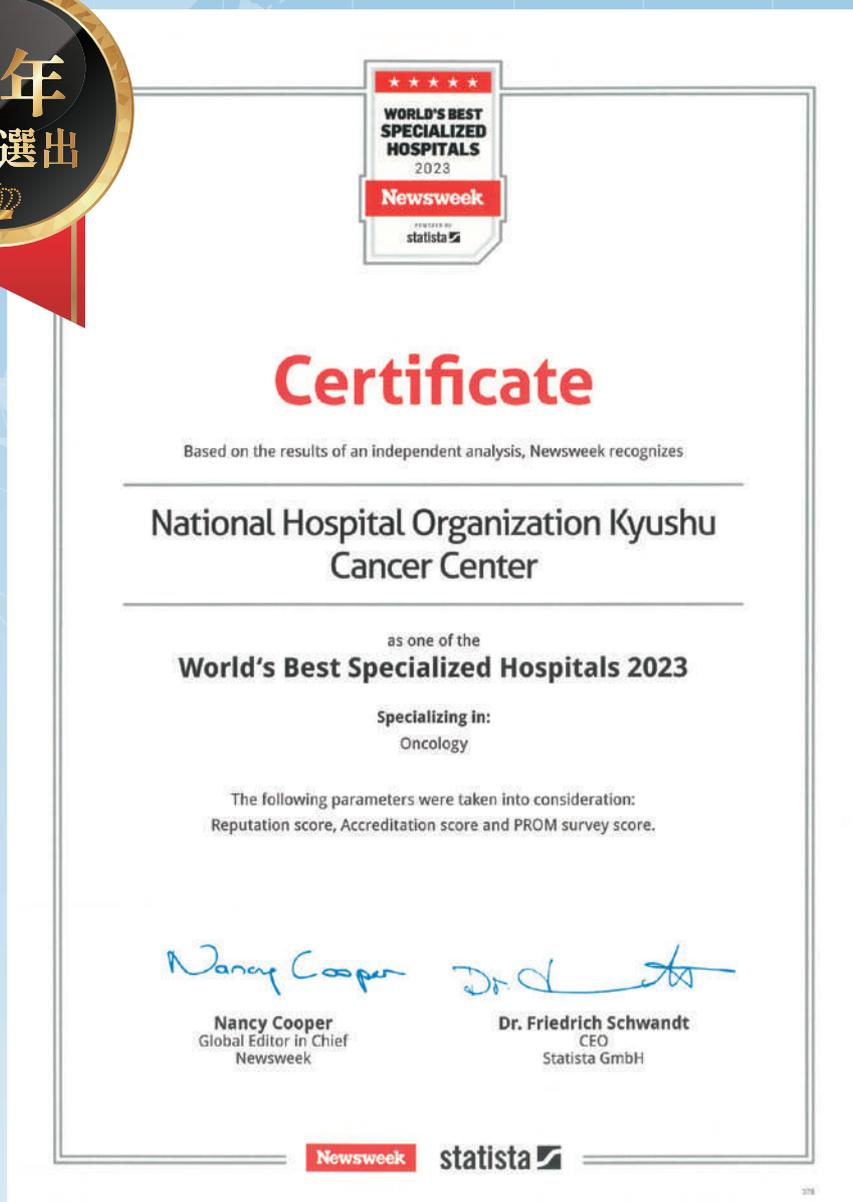 年
選出
WORLD'S BEST
SPECIALIZED
HOSPITALS
2023
Newsweek
POWERED BY
statista
Certificate
Based on the results of an independent analysis, Newsweek recognizes
National Hospital Organization Kyushu
Cancer Center
as one of the
World's Best Specialized Hospitals 2023
Specializing in:
Oncology
The following parameters were taken into consideration:
Reputation score, Accreditation score and PROM survey score.
Nancy Cooper
Dr.
Nancy Cooper
Global Editor in Chief
Newsweek
Dr. Friedrich Schwandt
CEO
Statista GmbH
Newsweek
statista